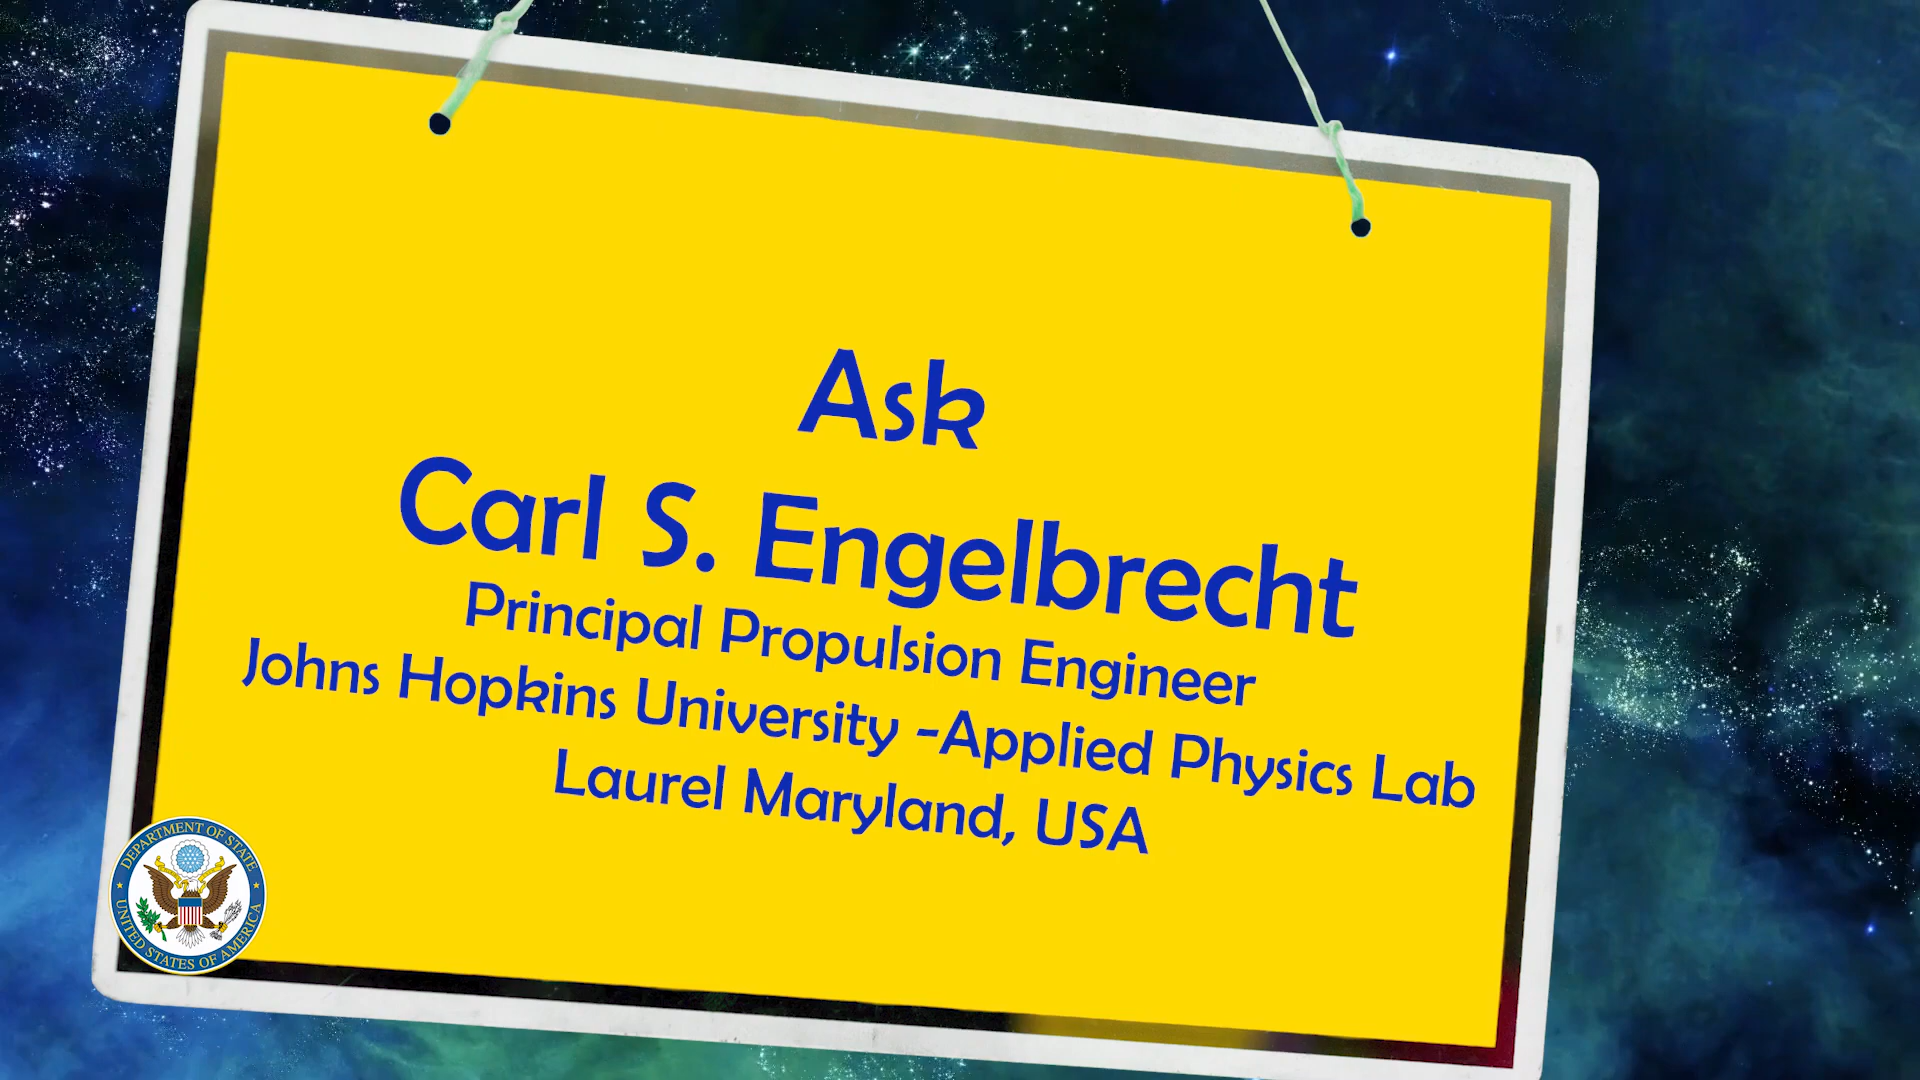 Ask
Carl S. Engelbrecht
Principal Propulsion Engineer
Johns Hopkins University -Applied Physics Lab
Laurel Maryland, USA
DEPARTMENT OF STATE
UNITED STATES OF AMERICA